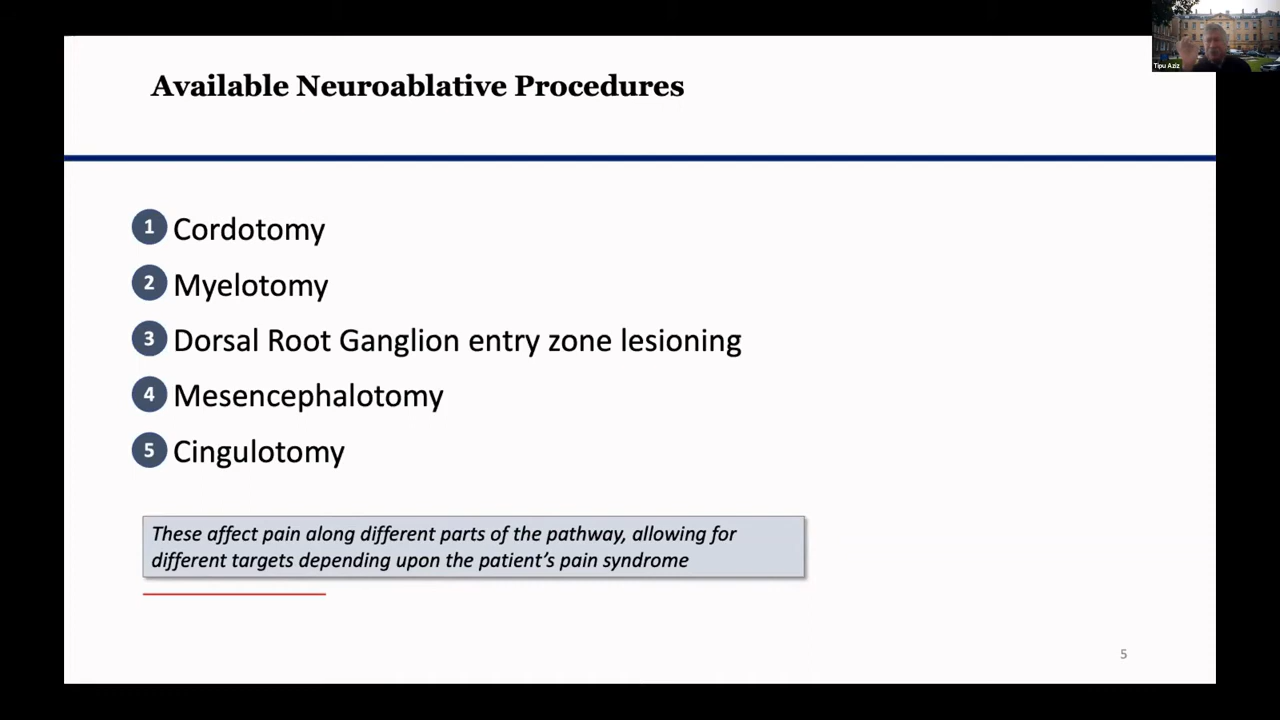 Tipu Aziz
Available Neuroablative Procedures
1 Cordotomy
2 Myelotomy
3 Dorsal Root Ganglion entry zone lesioning
4 Mesencephalotomy
5 Cingulotomy
These affect pain along different parts of the pathway, allowing for
different targets depending upon the patient’s pain syndrome
5